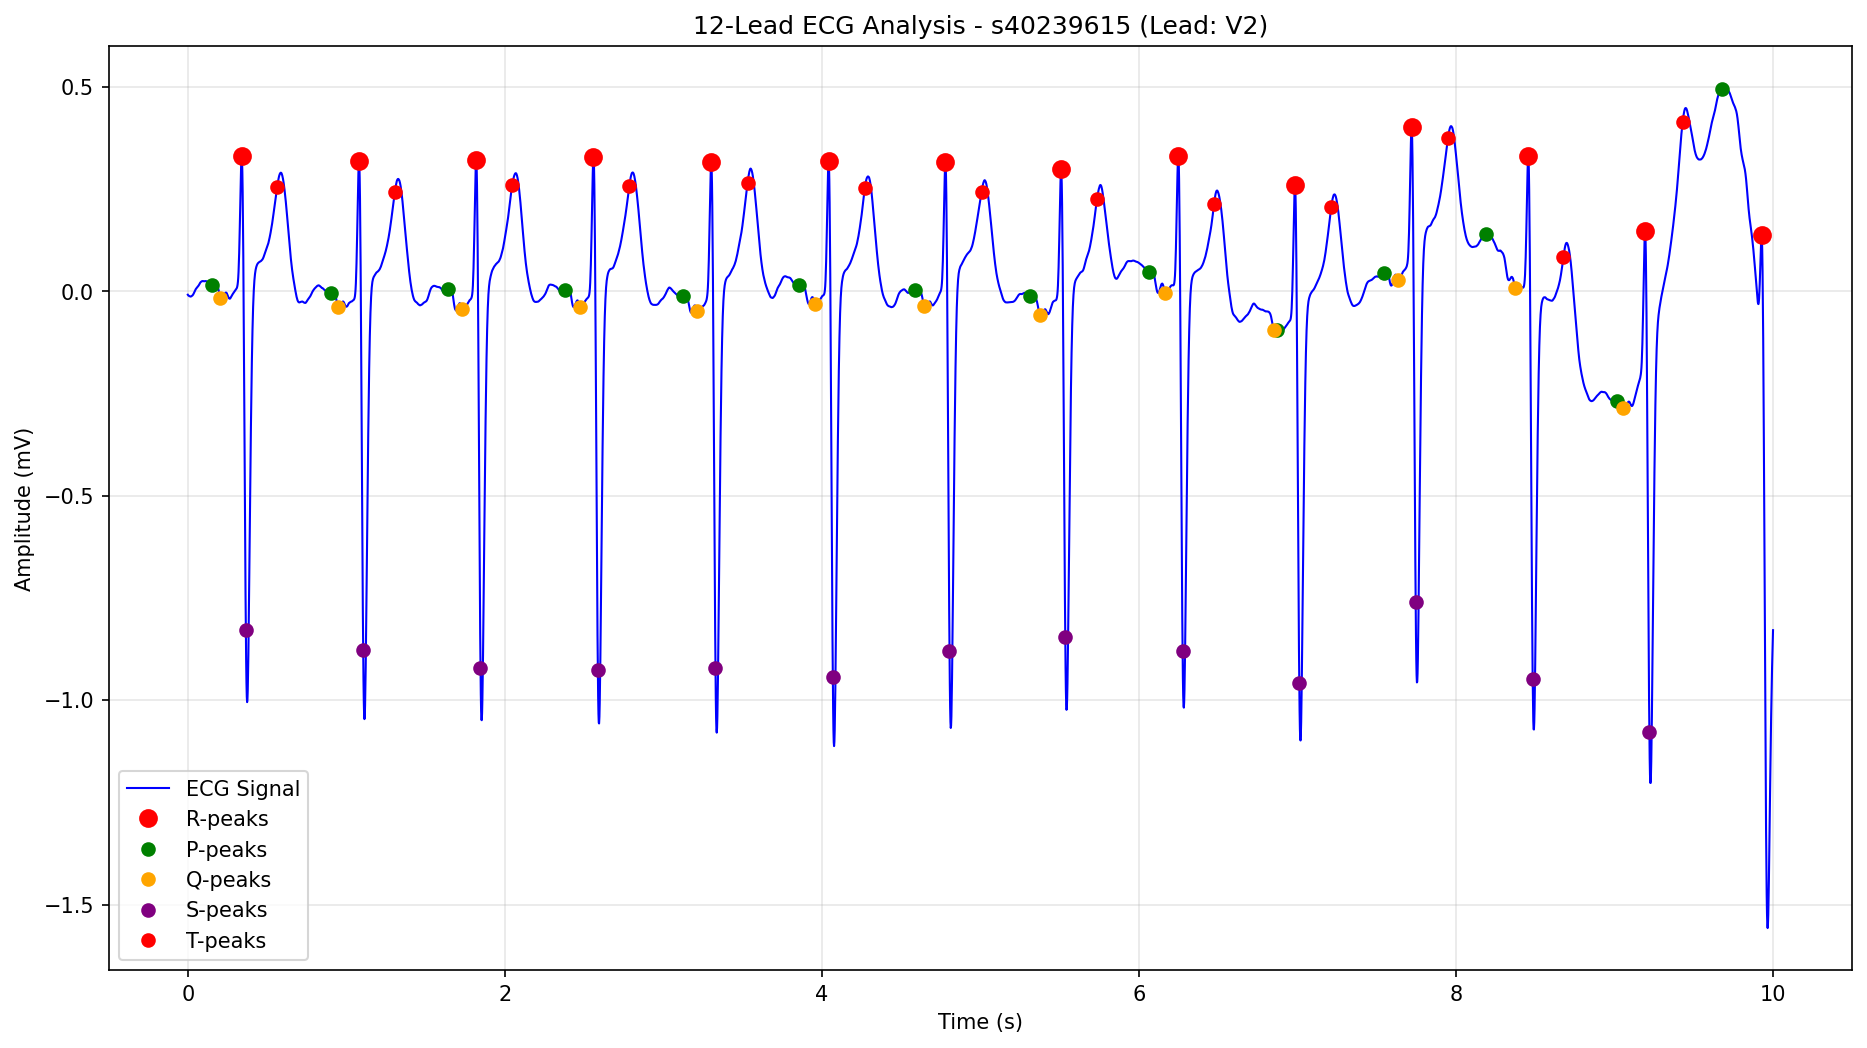 12-Lead ECG Analysis - s40239615 (Lead: V2)
Amplitude (mV)
0.5
0.0
−0.5
−1.0
−1.5
ECG Signal
R-peaks
P-peaks
Q-peaks
S-peaks
T-peaks
0 2 4 6 8 10
Time (s)